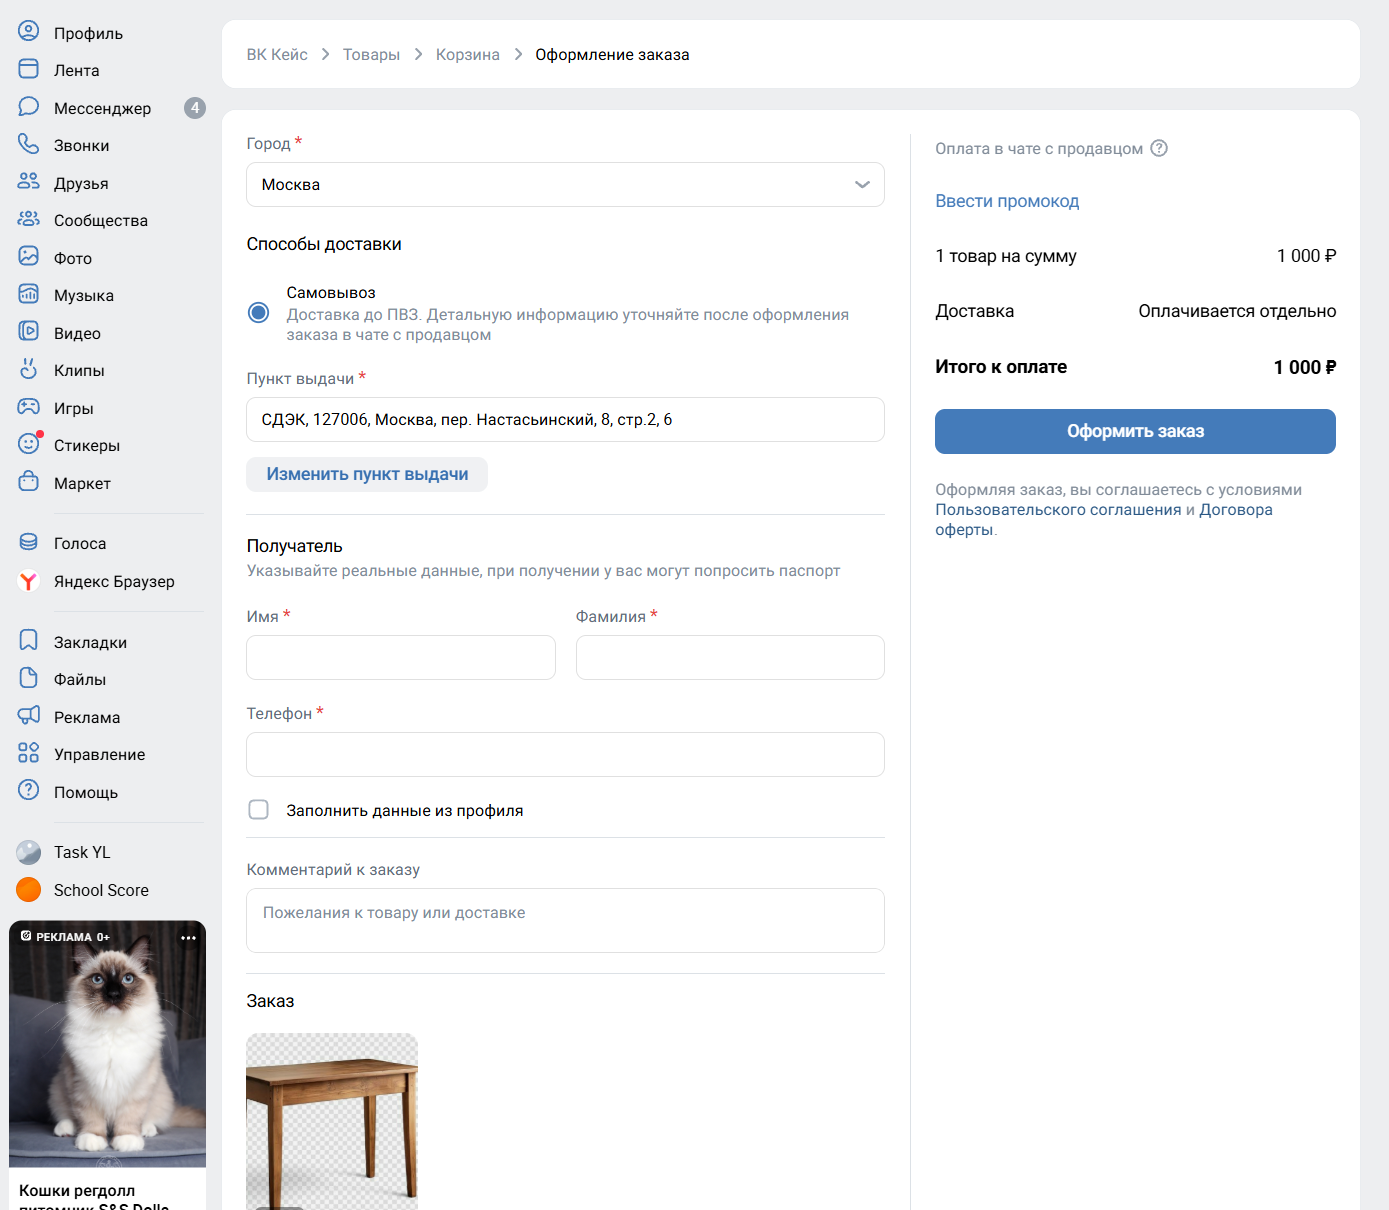 Профиль
Лента
Мессенджер 4
Звонки
Друзья
Сообщества
Фото
Музыка
Видео
Клипы
Игры
Стикеры
Маркет
Голоса
Яндекс Браузер
Закладки
Файлы
Реклама
Управление
Помощь
Task YL
School Score
РЕКЛАМА 0+
Кошки регдолл
питомник S&S Dolls
ВК Кейс > Товары > Корзина > Оформление заказа
Город *
Москва
Способы доставки
Самовывоз
Доставка до ПВЗ. Детальную информацию уточняйте после оформления
заказа в чате с продавцом
Пункт выдачи *
СДЭК, 127006, Москва, пер. Настасьинский, 8, стр.2, 6
Изменить пункт выдачи
Получатель
Указывайте реальные данные, при получении у вас могут попросить паспорт
Имя *
Фамилия *
Телефон *
Заполнить данные из профиля
Комментарий к заказу
Пожелания к товару или доставке
Заказ
Оплата в чате с продавцом ?
Ввести промокод
1 товар на сумму 1 000 ₽
Доставка Оплачивается отдельно
Итого к оплате 1 000 ₽
Оформить заказ
Оформляя заказ, вы соглашаетесь с условиями
Пользовательского соглашения и Договора
оферты.